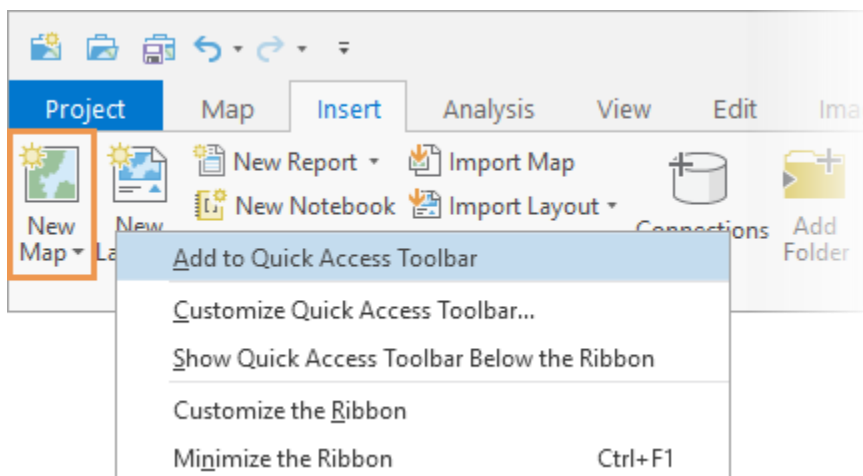 Project Map Insert Analysis View Edit
New Report Import Map
New Notebook Import Layout
New Map
New
Connections
Add Folder
Add to Quick Access Toolbar
Customize Quick Access Toolbar...
Show Quick Access Toolbar Below the Ribbon
Customize the Ribbon
Minimize the Ribbon Ctrl+F1